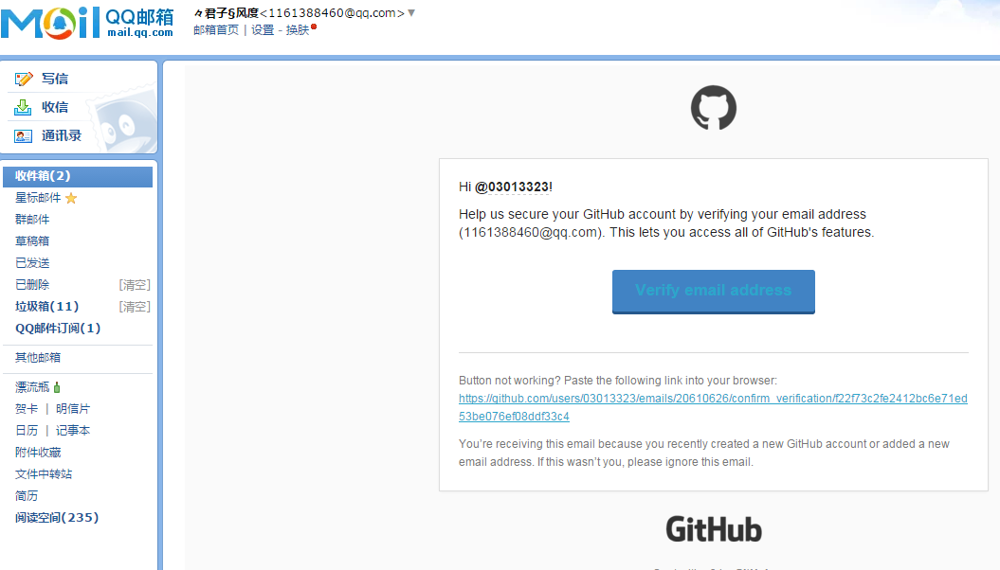 Mail QQ邮箱
mail.qq.com
々君子§风度<1161388460@qq.com>
邮箱首页 | 设置 - 换肤
写信
收信
通讯录
收件箱(2)
星标邮件
群邮件
草稿箱
已发送
已删除 [清空]
垃圾箱(11) [清空]
QQ邮件订阅(1)
其他邮箱
漂流瓶
贺卡 | 明信片
日历 | 记事本
附件收藏
文件中转站
简历
阅读空间(235)
Hi @03013323!
Help us secure your GitHub account by verifying your email address
(1161388460@qq.com). This lets you access all of GitHub's features.
Verify email address
Button not working? Paste the following link into your browser:
https://github.com/users/03013323/emails/20610626/confirm_verification/f22f73c2fe2412bc6e71ed
53be076ef08ddf33c4
You're receiving this email because you recently created a new GitHub account or added a new
email address. If this wasn't you, please ignore this email.
GitHub